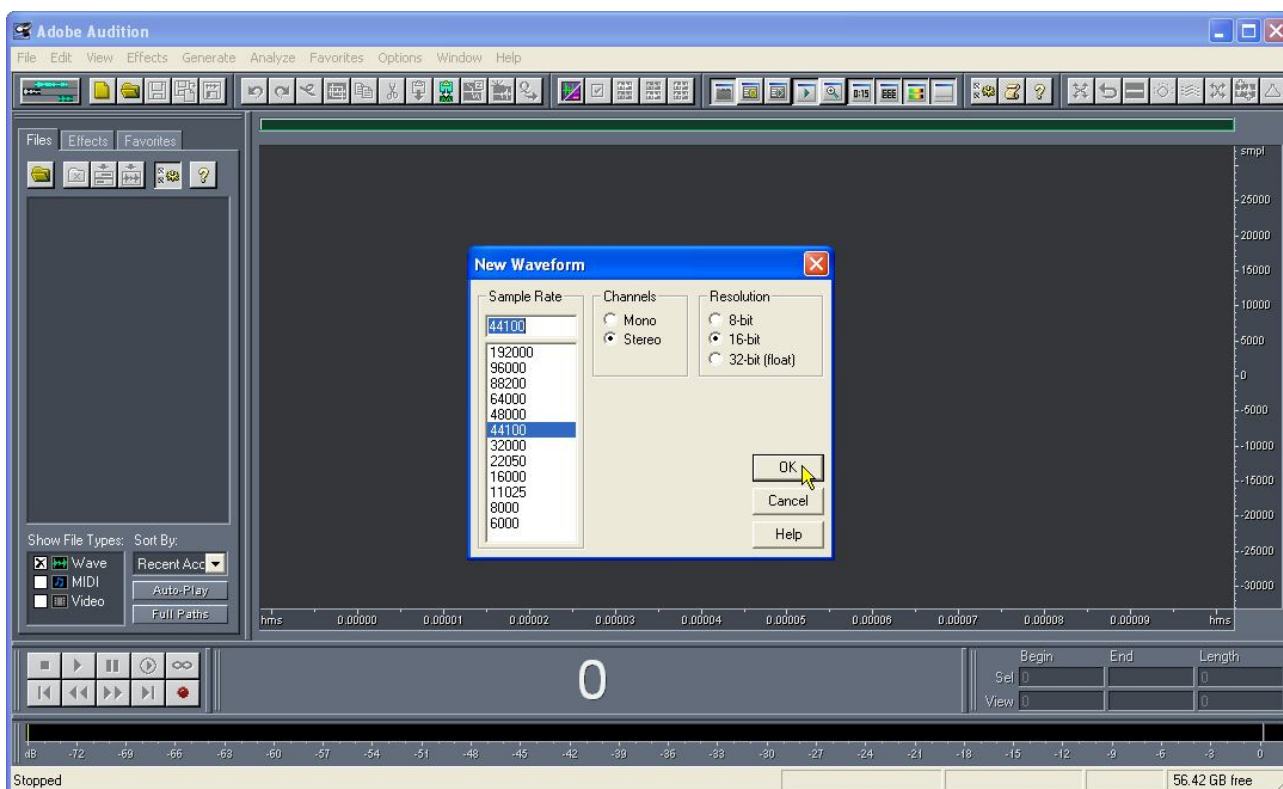 Adobe Audition
File Edit View Effects Generate Analyze Favorites Options Window Help
0:15
Files Effects Favorites
smpl
25000
20000
15000
10000
5000
0
-5000
-10000
-15000
-20000
-25000
-30000
New Waveform
Sample Rate
44100
192000
96000
88200
64000
48000
44100
32000
22050
16000
11025
8000
6000
Channels
Mono
Stereo
Resolution
8-bit
16-bit
32-bit (float)
OK
Cancel
Help
Show File Types: Sort By:
Wave Recent Acc
MIDI Auto-Play
Video Full Paths
hms 0.00000 0.00001 0.00002 0.00003 0.00004 0.00005 0.00006 0.00007 0.00008 0.00009 hms
0
Begin End Length
Sel 0 0
View 0 0
dB -72 -69 -66 -63 -60 -57 -54 -51 -48 -45 -42 -39 -36 -33 -30 -27 -24 -21 -18 -15 -12 -9 -6 -3 0
Stopped 56.42 GB free